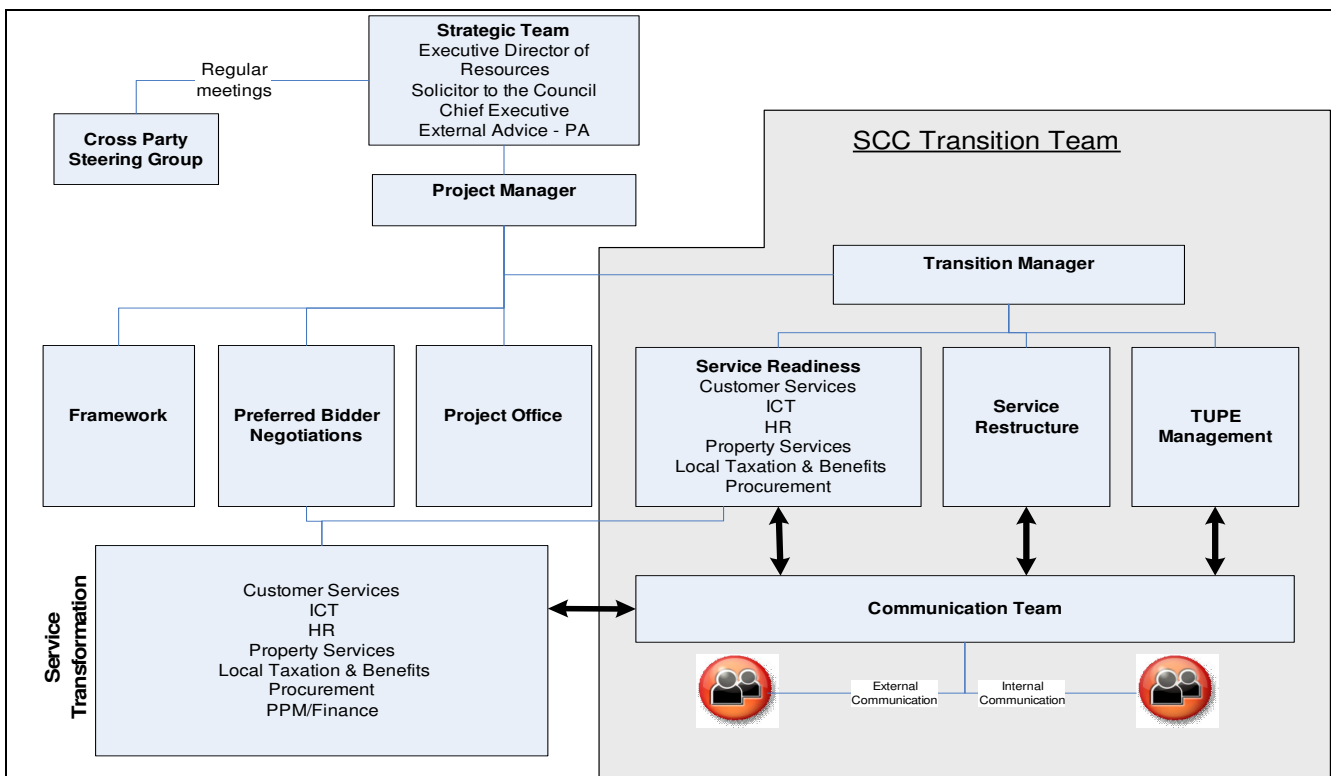 Strategic Team
Executive Director of
Resources
Solicitor to the Council
Chief Executive
External Advice - PA
Regular
meetings
Cross Party
Steering Group
Project Manager
SCC Transition Team
Transition Manager
Framework
Preferred Bidder
Negotiations
Project Office
Service Readiness
Customer Services
ICT
HR
Property Services
Local Taxation & Benefits
Procurement
Service
Restructure
TUPE
Management
Service
Transformation
Customer Services
ICT
HR
Property Services
Local Taxation & Benefits
Procurement
PPM/Finance
Communication Team
External
Communication
Internal
Communication